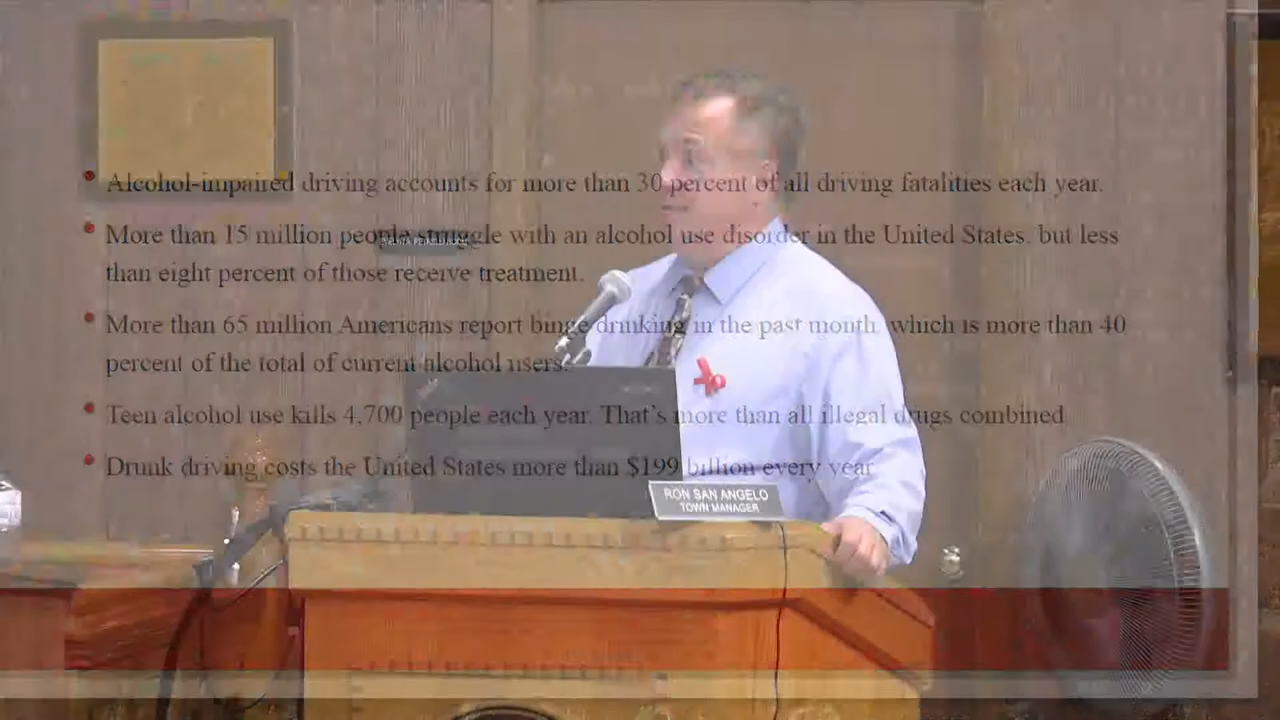 Alcohol-impaired driving accounts for more than 30 percent of all driving fatalities each year.
More than 15 million people struggle with an alcohol use disorder in the United States, but less
than eight percent of those receive treatment.
More than 65 million Americans report binge drinking in the past month, which is more than 40
percent of the total of current alcohol users.
Teen alcohol use kills 4,700 people each year. That's more than all illegal drugs combined
Drunk driving costs the United States more than $199 billion every year
RON SAN ANGELO
TOWN MANAGER